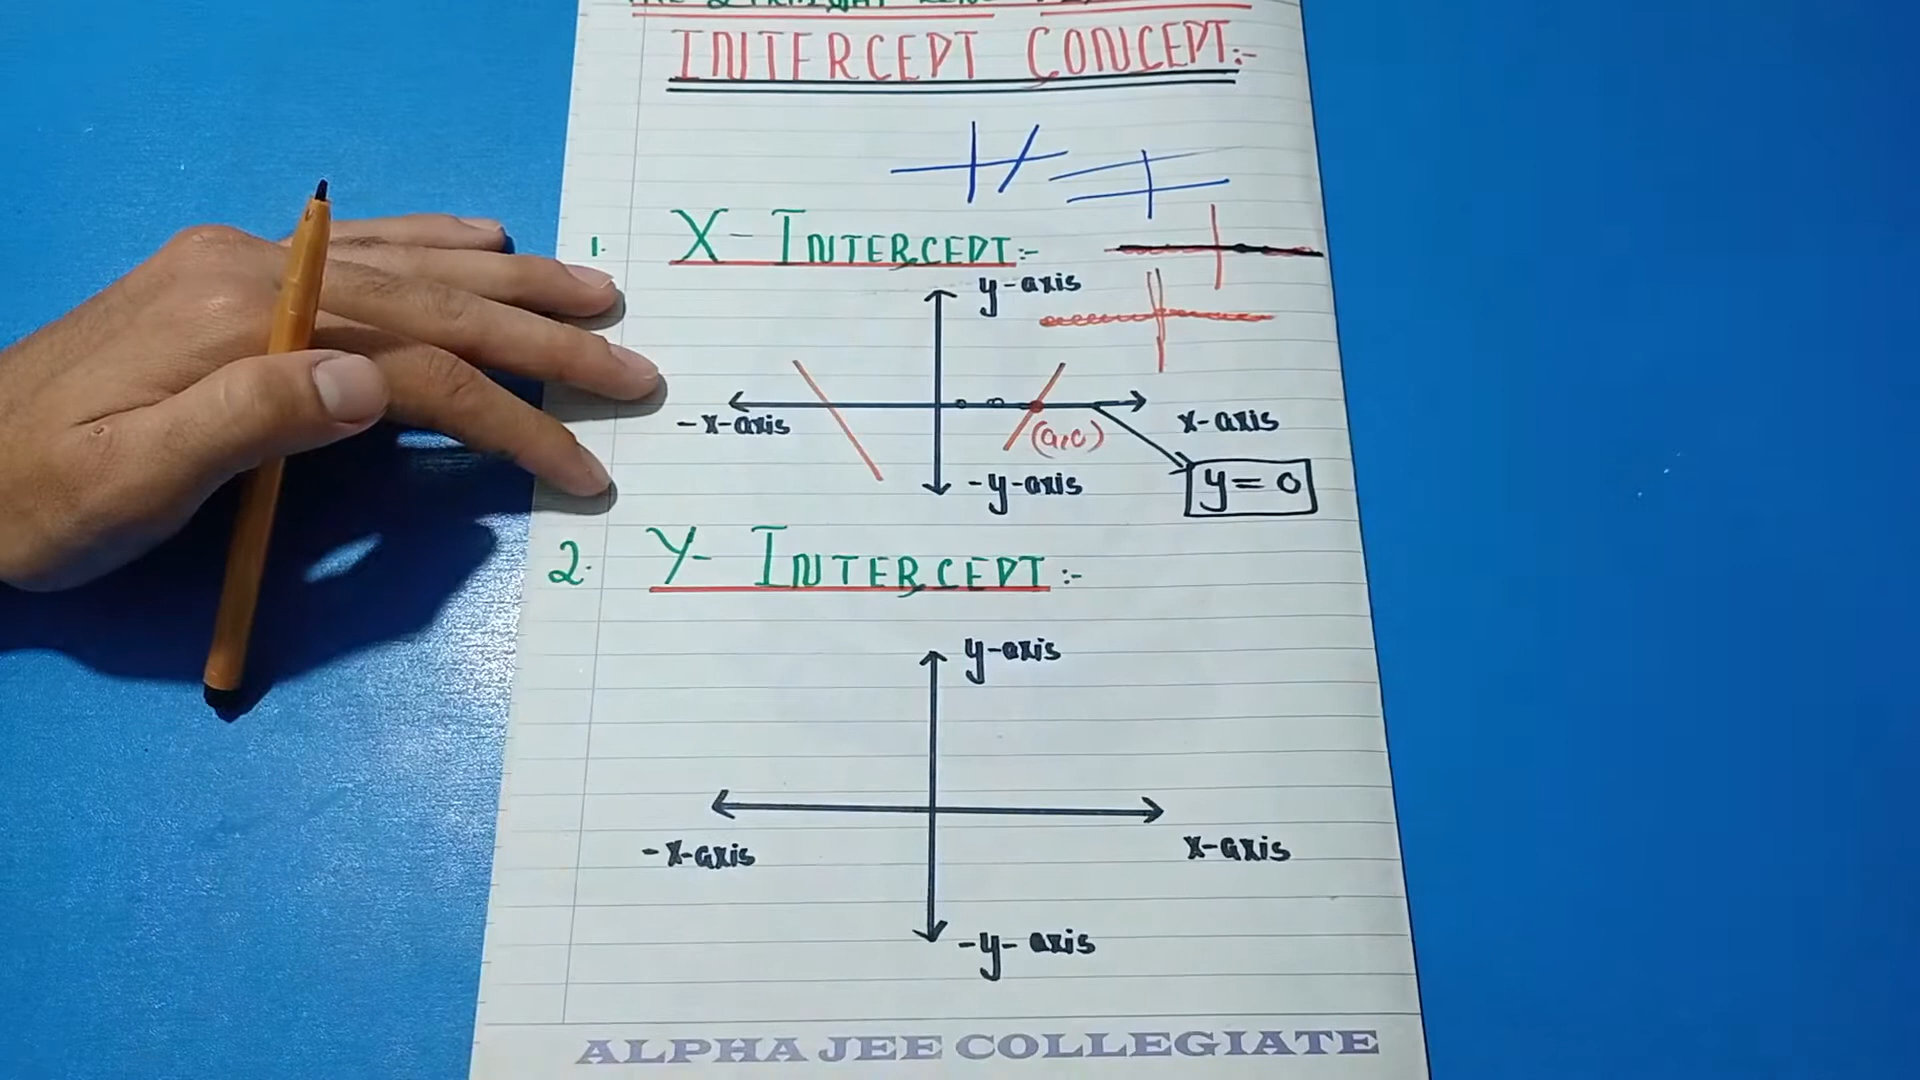 INTERCEPT CONCEPT:-
1. X-INTERCEPT:-
y-axis
-x-axis
x-axis
(a,0)
-y-axis
y=0
2. Y-INTERCEPT:-
y-axis
-x-axis
x-axis
-y-axis
ALPHA JEE COLLEGIATE